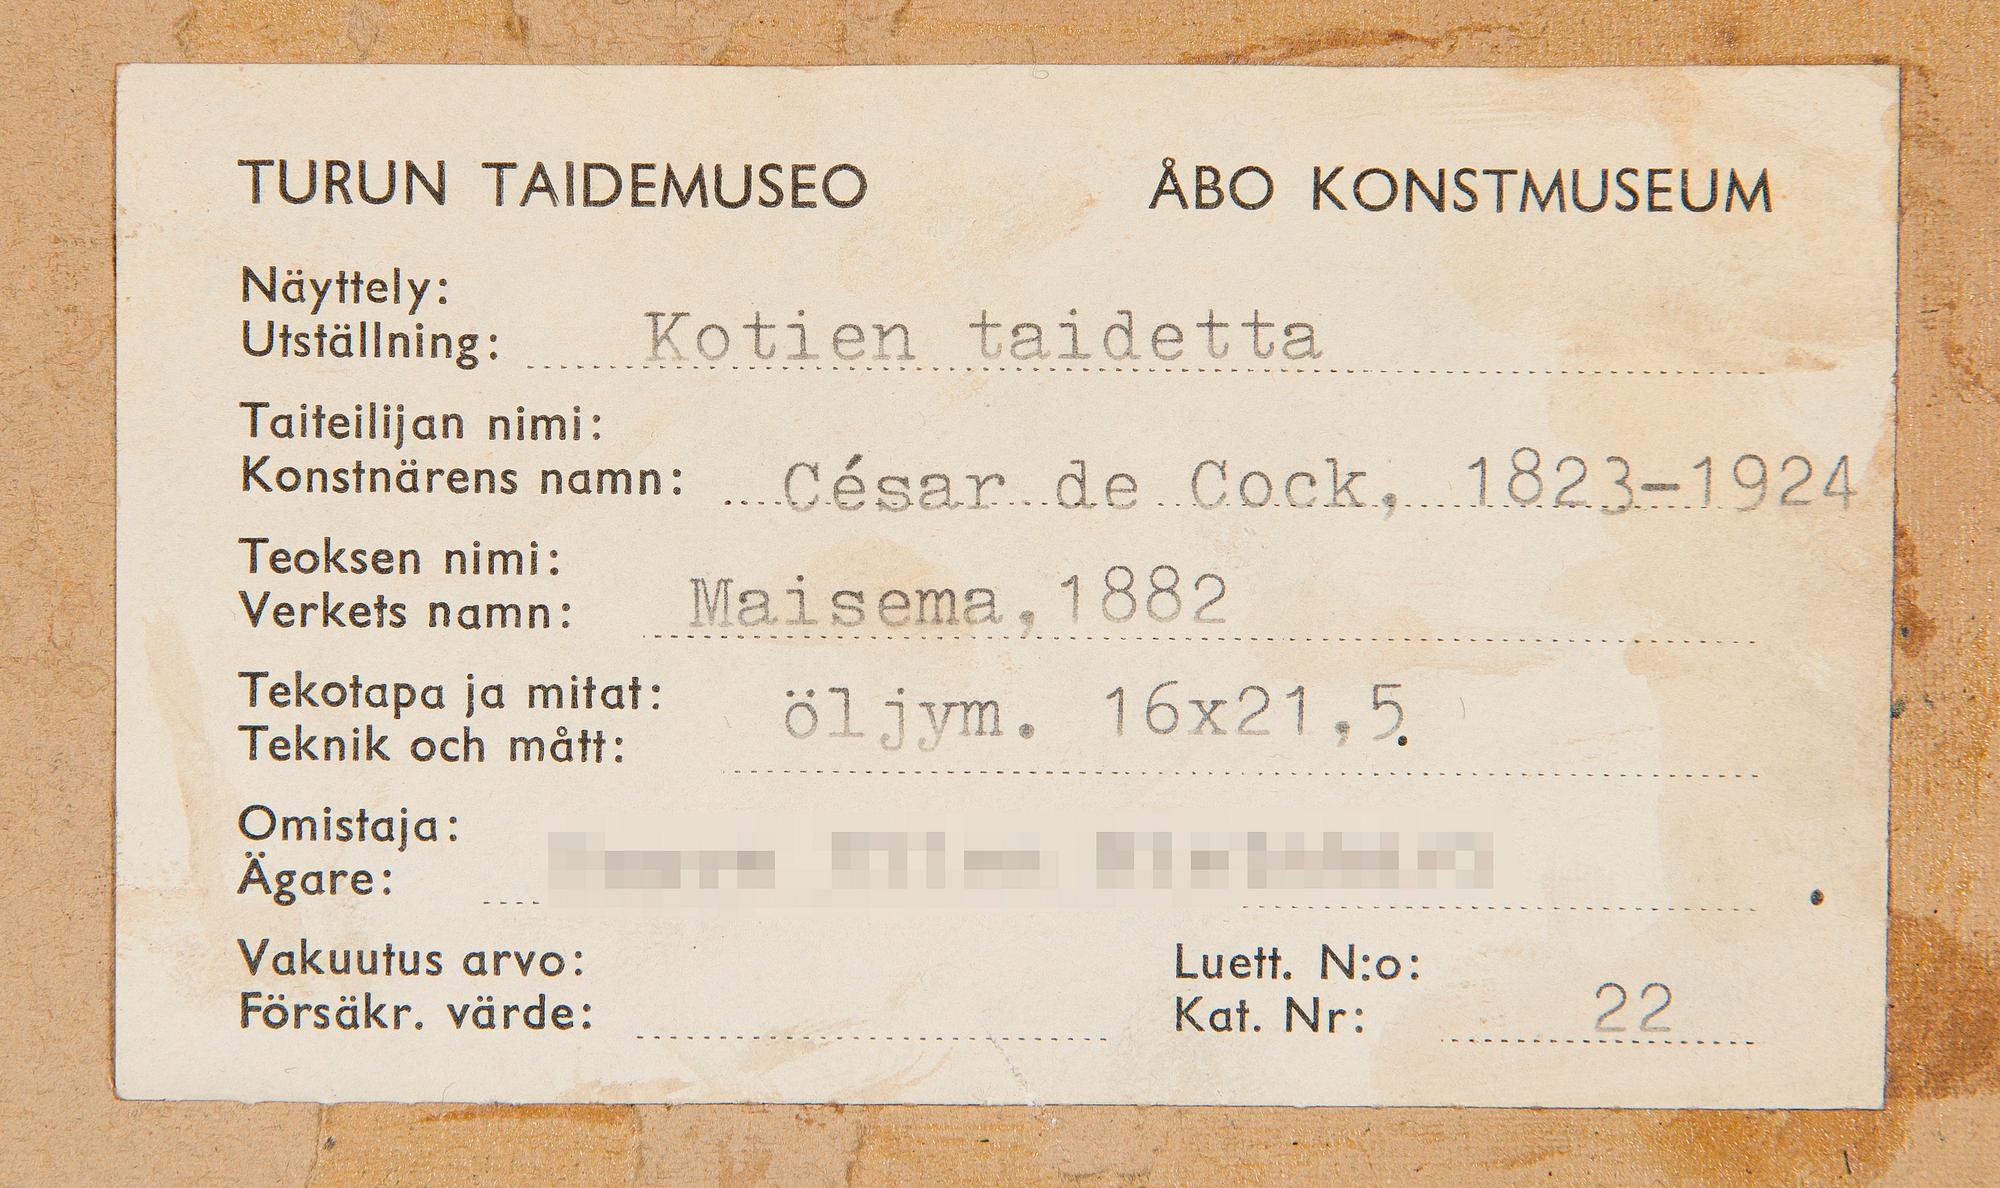 TURUN TAIDEMUSEO ÅBO KONSTMUSEUM
Näyttely:
Utställning: Kotien taidetta
Taiteilijan nimi:
Konstnärens namn: César de Cock, 1823-1924
Teoksen nimi:
Verkets namn: Maisema,1882
Tekotapa ja mitat: öljym. 16x21,5.
Teknik och mått:
Omistaja:
Ägare:
Vakuutus arvo: Luett. N:o:
Försäkr. värde: Kat. Nr: 22